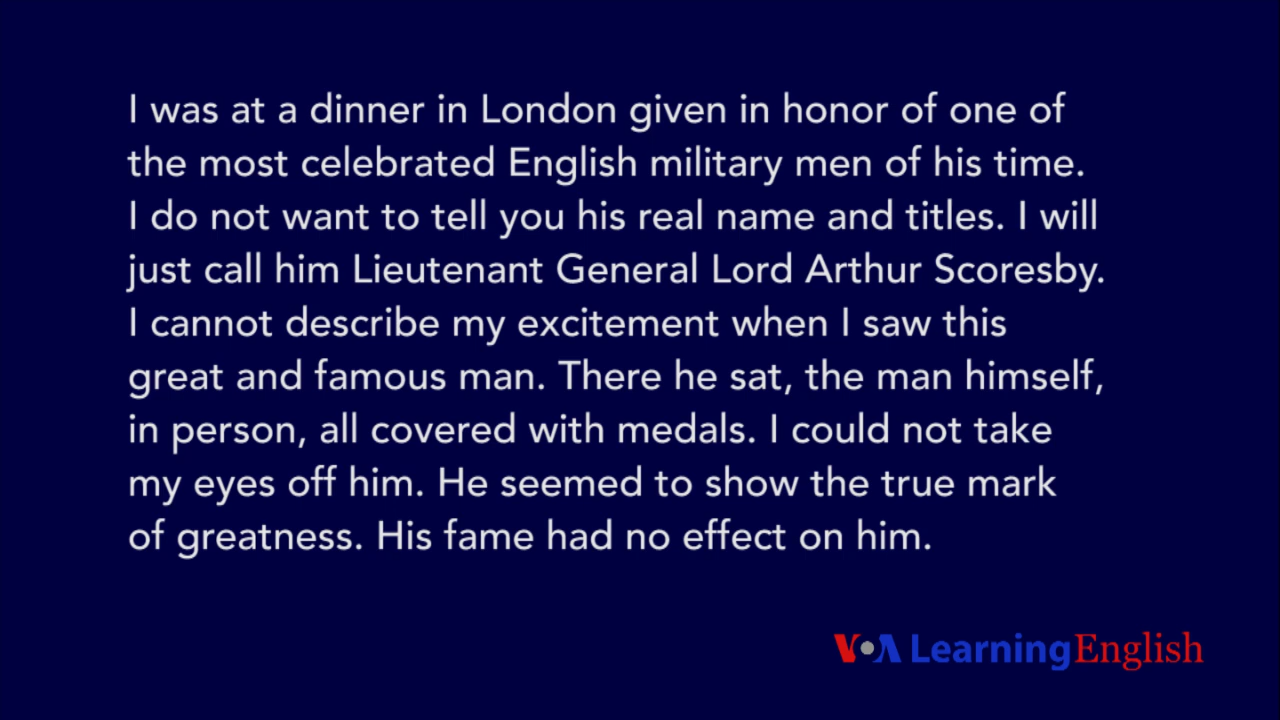 I was at a dinner in London given in honor of one of
the most celebrated English military men of his time.
I do not want to tell you his real name and titles. I will
just call him Lieutenant General Lord Arthur Scoresby.
I cannot describe my excitement when I saw this
great and famous man. There he sat, the man himself,
in person, all covered with medals. I could not take
my eyes off him. He seemed to show the true mark
of greatness. His fame had no effect on him.
VOA Learning English